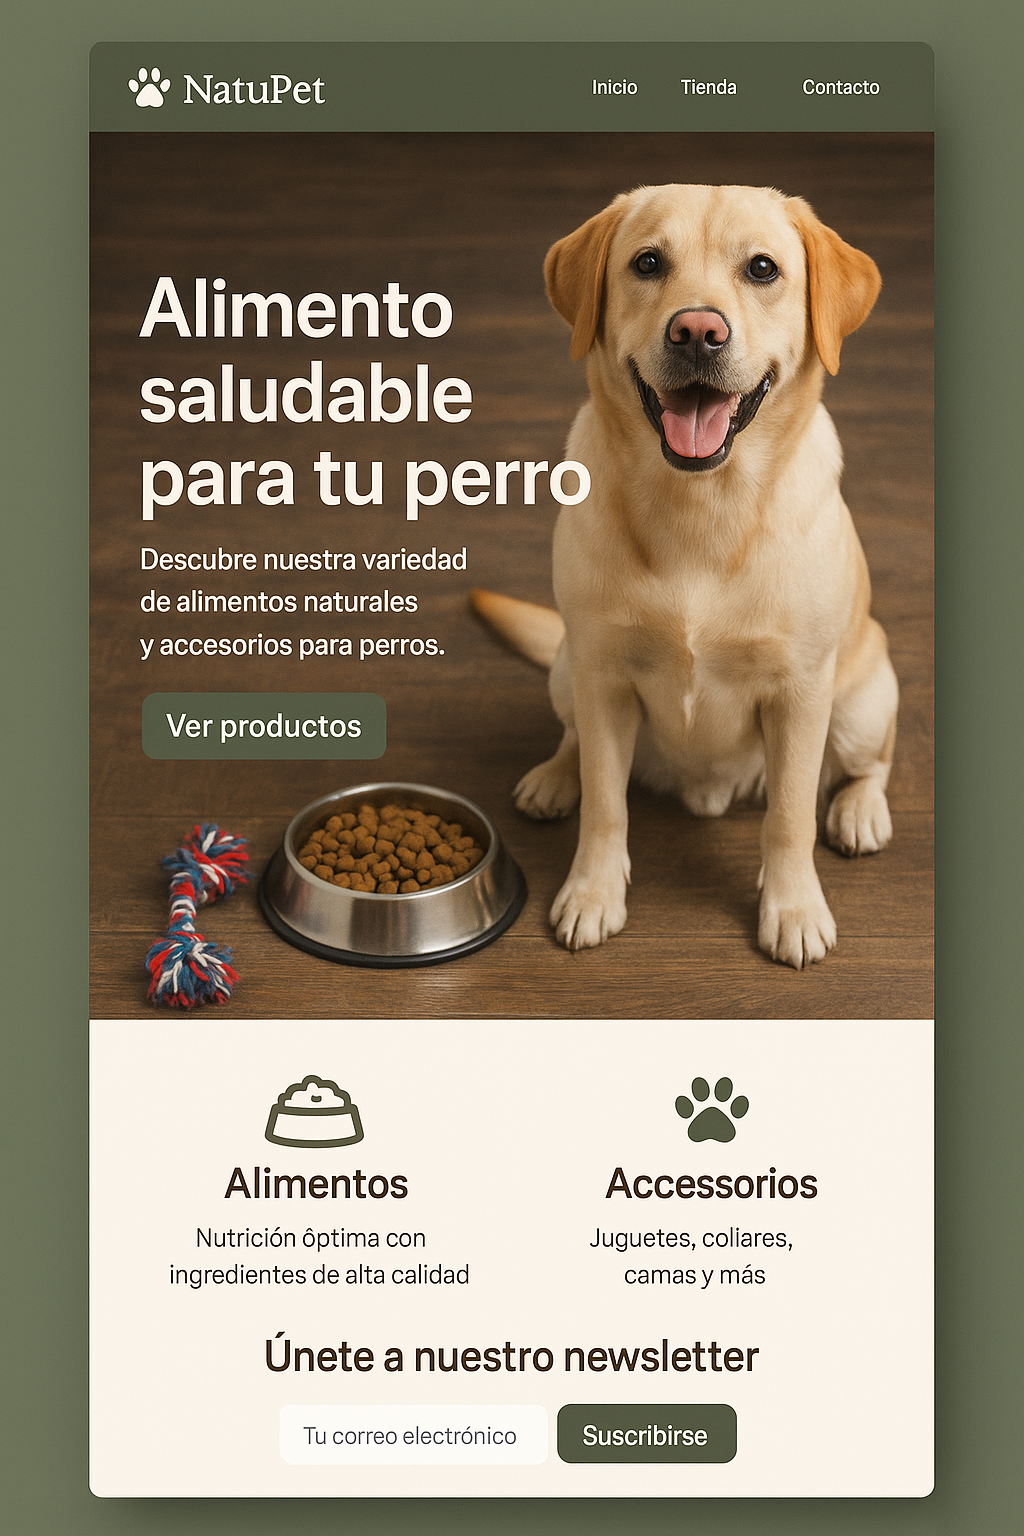 NatuPet
Inicio Tienda Contacto
Alimento
saludable
para tu perro
Descubre nuestra variedad
de alimentos naturales
y accesorios para perros.
Ver productos
Alimentos
Nutrición ôptima con
ingredientes de alta calidad
Accessorios
Juguetes, coliares,
camas y más
Únete a nuestro newsletter
Tu correo electrónico
Suscribirse